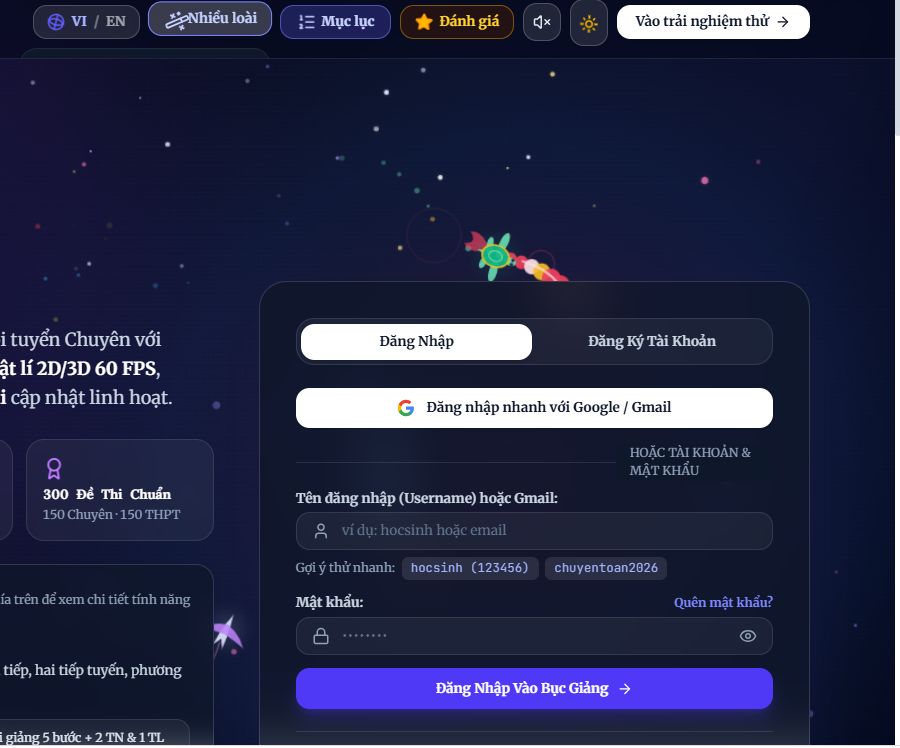 VI / EN
Nhiều loài
Mục lục
Đánh giá
Vào trải nghiệm thử →
i tuyển Chuyên với
ật lí 2D/3D 60 FPS,
i cập nhật linh hoạt.
300 Đề Thi Chuẩn
150 Chuyên · 150 THPT
ía trên để xem chi tiết tính năng
tiếp, hai tiếp tuyến, phương
i giảng 5 bước + 2 TN & 1 TL
Đăng Nhập
Đăng Ký Tài Khoản
Đăng nhập nhanh với Google / Gmail
HOẶC TÀI KHOẢN &
MẬT KHẨU
Tên đăng nhập (Username) hoặc Gmail:
ví dụ: hocsinh hoặc email
Gợi ý thử nhanh: hocsinh (123456) chuyentoan2026
Mật khẩu: Quên mật khẩu?
••••••••
Đăng Nhập Vào Bục Giảng →